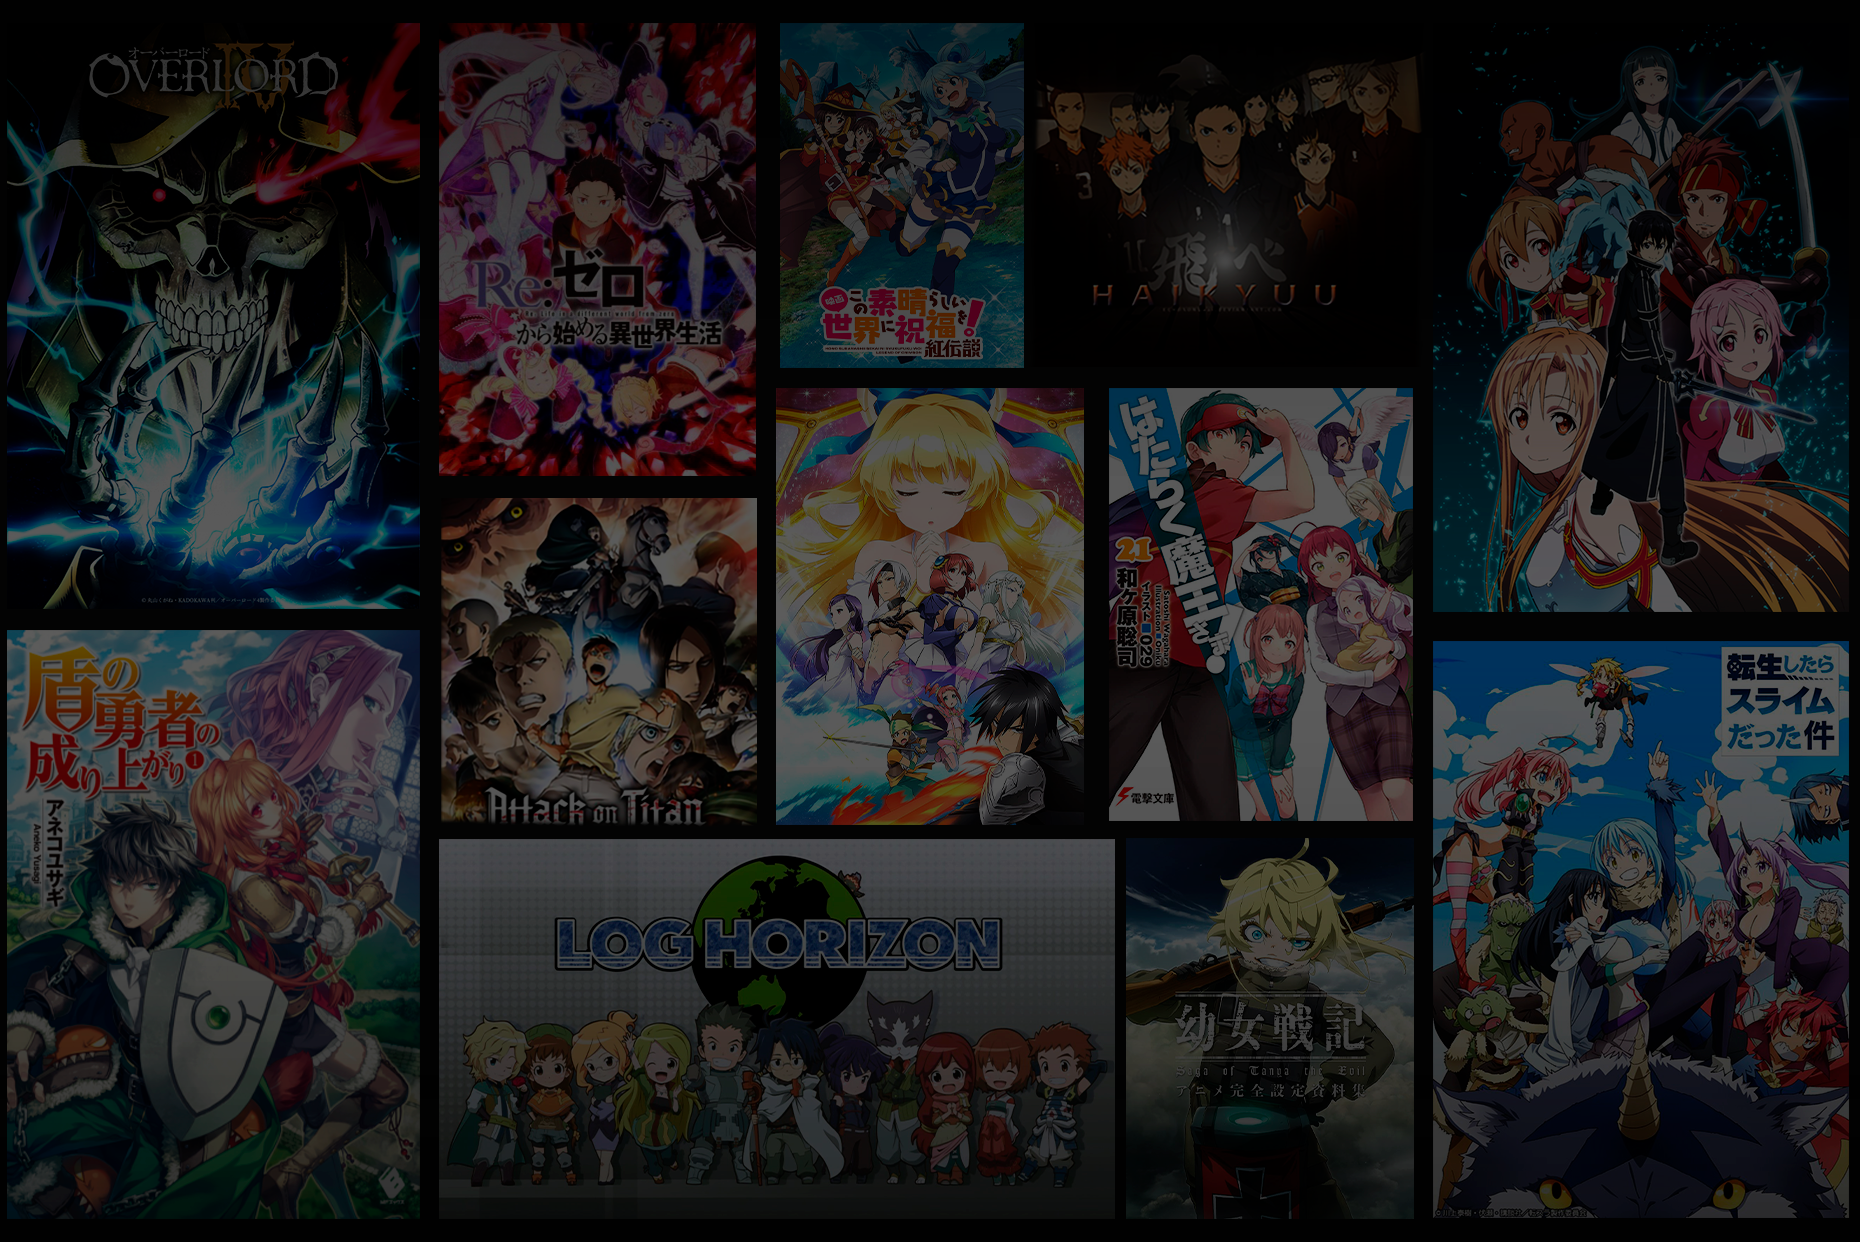 オーバーロード
OVERLORD
IV
Re:ゼロ
Re: Life in a different world from zero
から始める異世界生活
映画
この素晴らしい
世界に祝福を!
紅伝説
3
1
11
飛べ
HAIKYUU
はたらく魔王さま!
21
和ヶ原聡司
イラスト■029
Satoshi Wagahara
Illustration■Oniku
電撃文庫
Attack on Titan
盾の勇者の
成り上がり
1
アネコユサギ
Aneko Yusagi
LOG HORIZON
幼女戦記
Saga of Tanya the Evil
アニメ完全設定資料集
転生したら
スライム
だった件